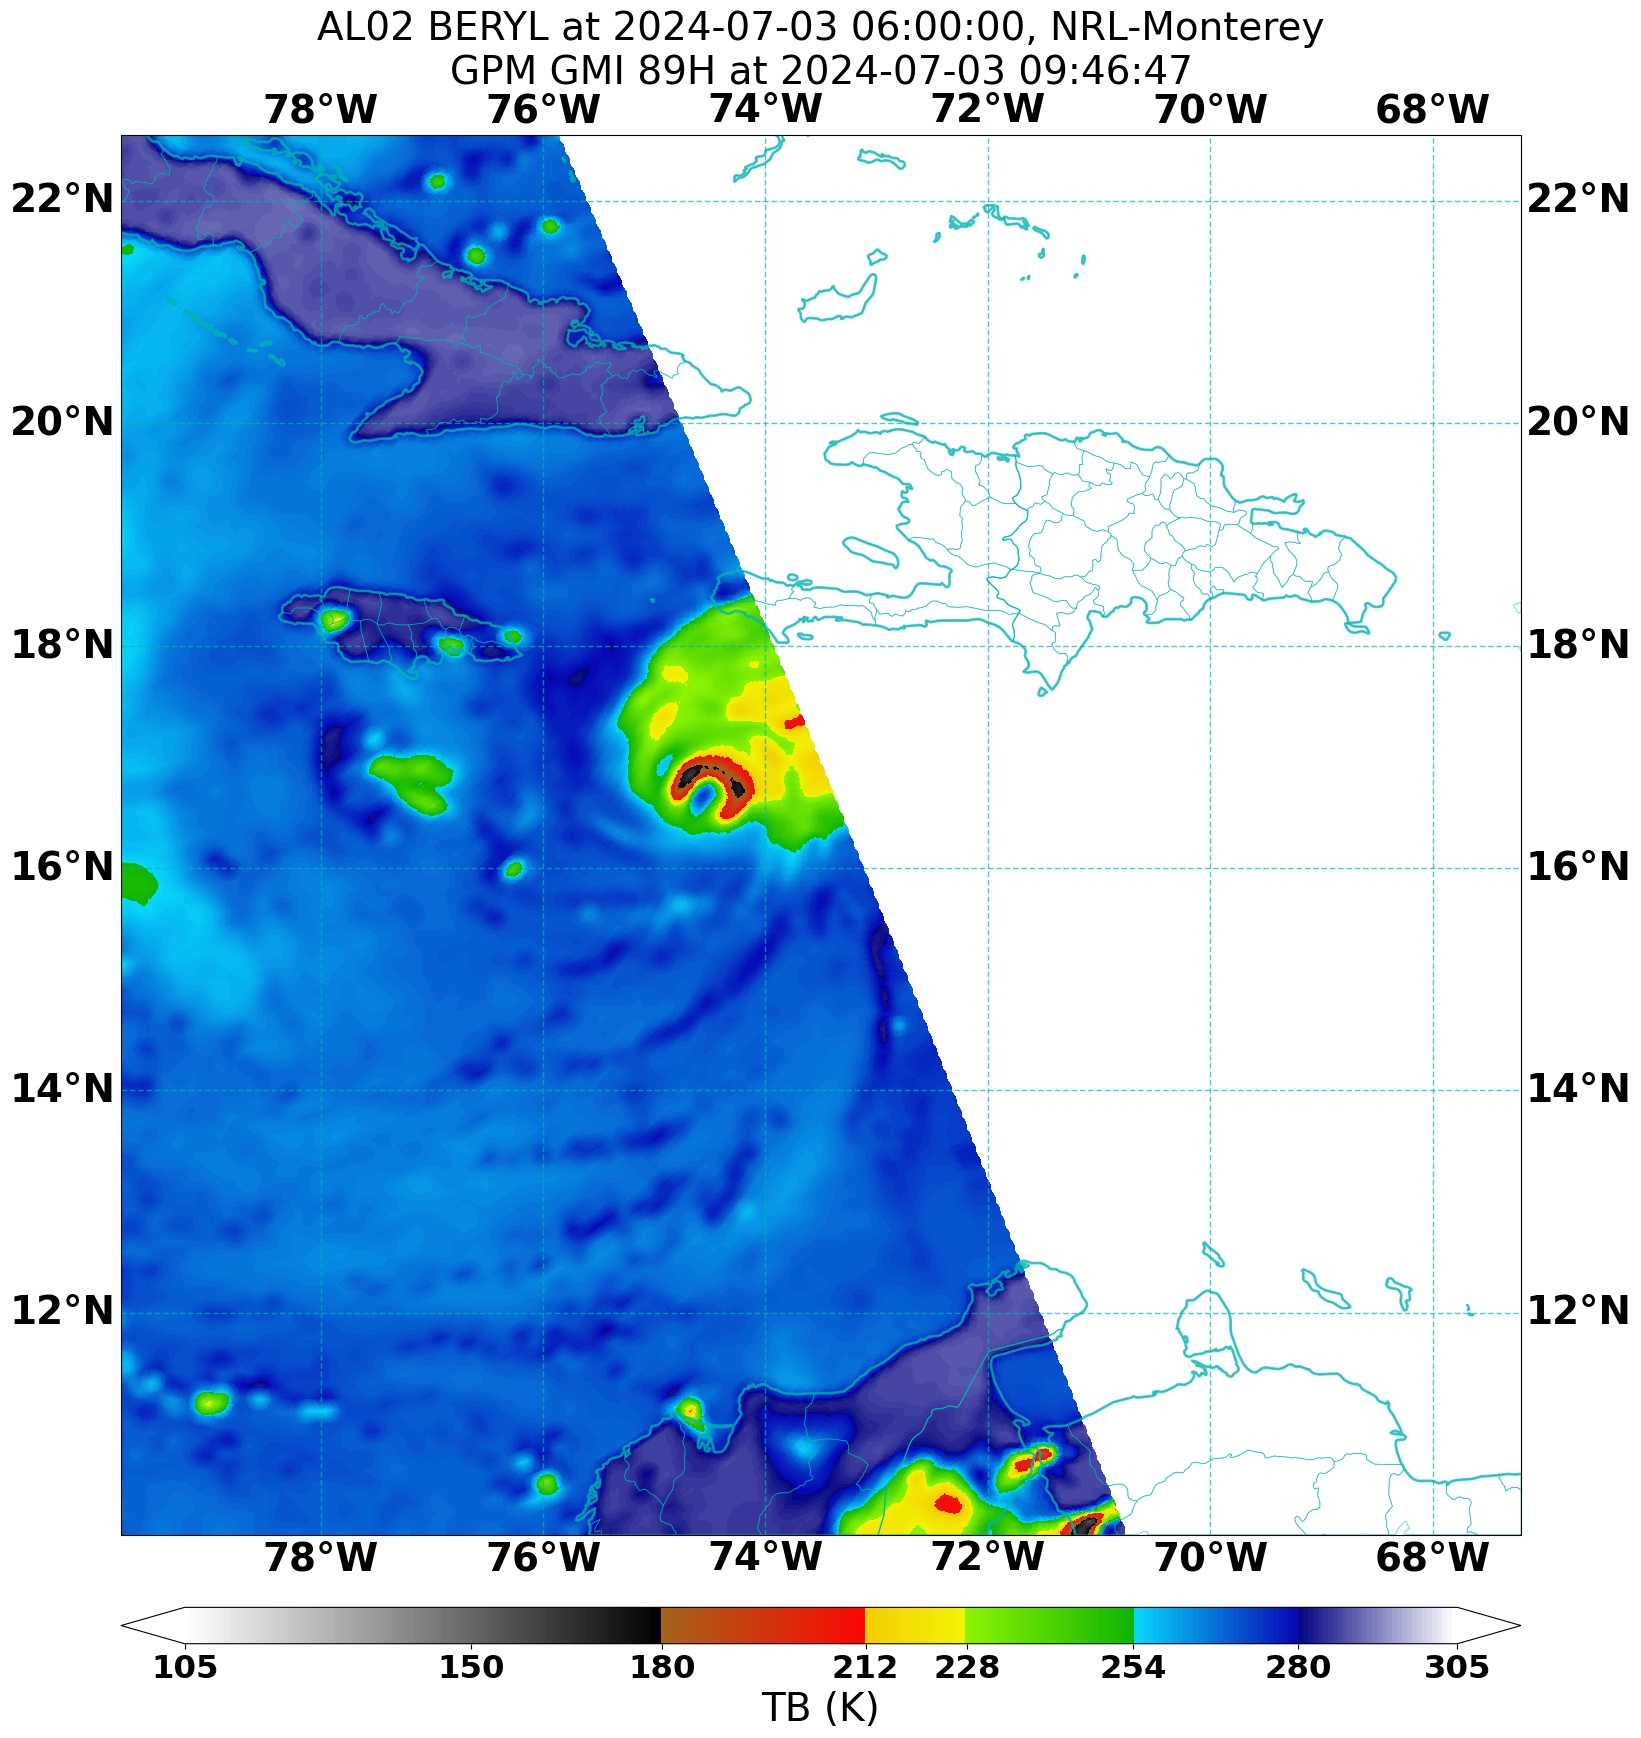 AL02 BERYL at 2024-07-03 06:00:00, NRL-Monterey
GPM GMI 89H at 2024-07-03 09:46:47
78°W 76°W 74°W 72°W 70°W 68°W
22°N 22°N
20°N 20°N
18°N 18°N
16°N 16°N
14°N 14°N
12°N 12°N
78°W 76°W 74°W 72°W 70°W 68°W
105 150 180 212 228 254 280 305
TB (K)